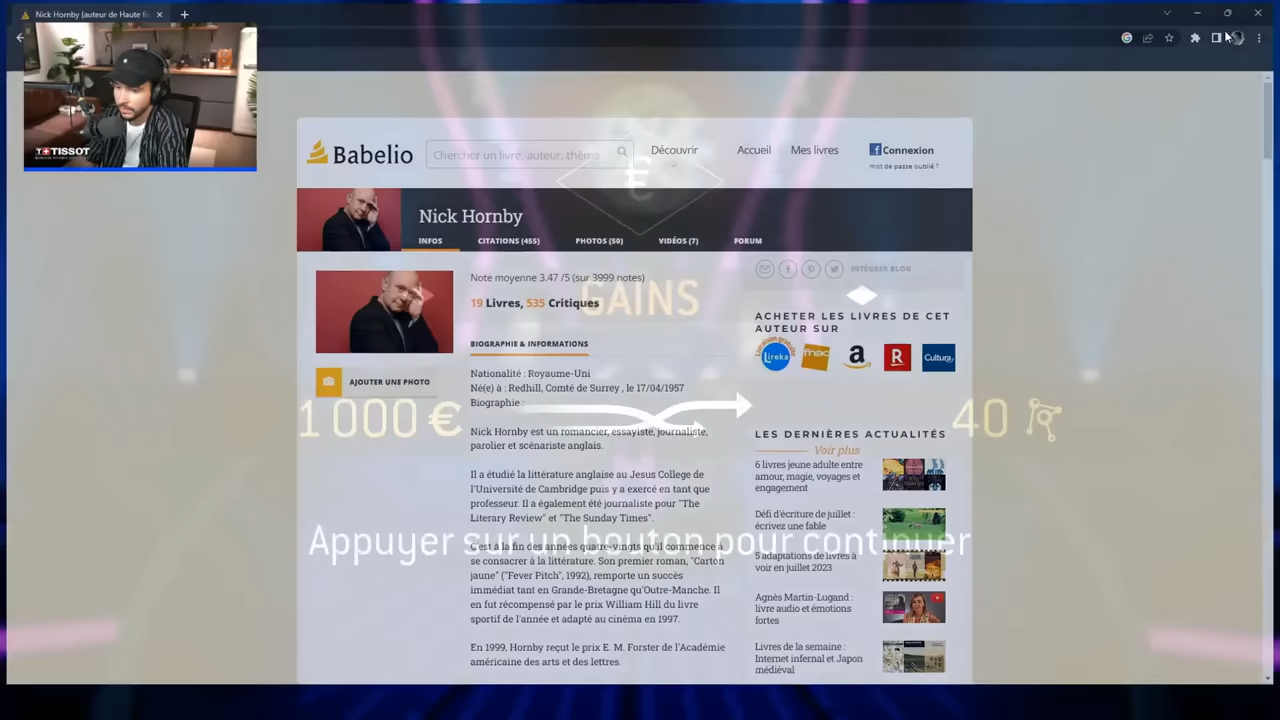 Nick Hornby (auteur de Haute fi
TISSOT
Babelio
Chercher un livre, auteur, thème
Découvrir
Accueil
Mes livres
Connexion
mot de passe oublié ?
Nick Hornby
INFOS
CITATIONS (455)
PHOTOS (50)
VIDÉOS (7)
FORUM
€
Note moyenne 3.47 /5 (sur 3999 notes)
19 Livres, 535 Critiques
GAINS
BIOGRAPHIE & INFORMATIONS
AJOUTER UNE PHOTO
Nationalité : Royaume-Uni
Né(e) à : Redhill, Comté de Surrey , le 17/04/1957
Biographie :
1 000 €
40
Nick Hornby est un romancier, essayiste, journaliste,
parolier et scénariste anglais.
Il a étudié la littérature anglaise au Jesus College de
l'Université de Cambridge puis y a exercé en tant que
professeur. Il a également été journaliste pour "The
Literary Review" et "The Sunday Times".
Appuyer sur un bouton pour continuer
C'est à la fin des années quatre-vingts qu'il commence à
se consacrer à la littérature. Son premier roman, "Carton
jaune" ("Fever Pitch", 1992), remporte un succès
immédiat tant en Grande-Bretagne qu'Outre-Manche. Il
en fut récompensé par le prix William Hill du livre
sportif de l'année et adapté au cinéma en 1997.
En 1999, Hornby reçut le prix E. M. Forster de l'Académie
américaine des arts et des lettres.
INTÉGRER BLOG
ACHETER LES LIVRES DE CET
AUTEUR SUR
Livraison gratuite
Lireka
fnac
a
R
Cultura
LES DERNIÈRES ACTUALITÉS
Voir plus
6 livres jeune adulte entre
amour, magie, voyages et
engagement
Défi d'écriture de juillet :
écrivez une fable
5 adaptations de livres à
voir en juillet 2023
Agnès Martin-Lugand :
livre audio et émotions
fortes
Livres de la semaine :
Internet infernal et Japon
médiéval